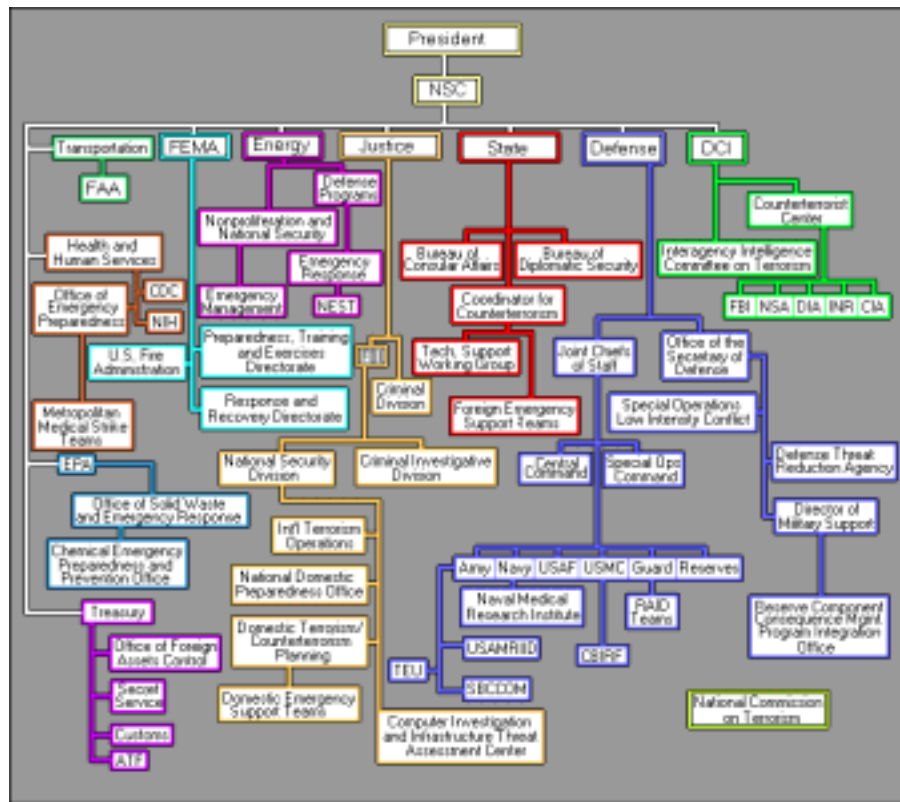 President
NSC
Transportation
FEMA
Energy
Justice
State
Defense
DCI
FAA
Defense
Programs
Counterterrorist
Center
Nonproliferation and
National Security
Health and
Human Services
Bureau of
Consular Affairs
Bureau of
Diplomatic Security
Interagency Intelligence
Committee on Terrorism
Emergency
Response
CDC
Office of
Emergency
Preparedness
Emergency
Management
NEST
Coordinator for
Counterterrorism
FBI
NSA
DIA
INR
CIA
NIH
Preparedness, Training
and Exercises
Directorate
U.S. Fire
Administration
FBI
Tech. Support
Working Group
Joint Chiefs
of Staff
Office of the
Secretary of
Defense
Criminal
Division
Response and
Recovery Directorate
Foreign Emergency
Support Teams
Special Operations
Low Intensity Conflict
Metropolitan
Medical Strike
Teams
EPA
National Security
Division
Criminal Investigative
Division
Central
Command
Special Ops
Command
Defense Threat
Reduction Agency
Office of Solid Waste
and Emergency Response
Director of
Military Support
Int'l Terrorism
Operations
Chemical Emergency
Preparedness and
Prevention Office
National Domestic
Preparedness Office
Army
Navy
USAF
USMC
Guard
Reserves
Naval Medical
Research Institute
RAID
Teams
Reserve Component
Consequence Mgmt
Program Integration
Office
Treasury
Domestic Terrorism/
Counterterrorism
Planning
Office of Foreign
Assets Control
USAMRIID
CBIRF
TEU
SBCCOM
Secret
Service
Domestic Emergency
Support Teams
National Commission
on Terrorism
Computer Investigation
and Infrastructure Threat
Assessment Center
Customs
ATF